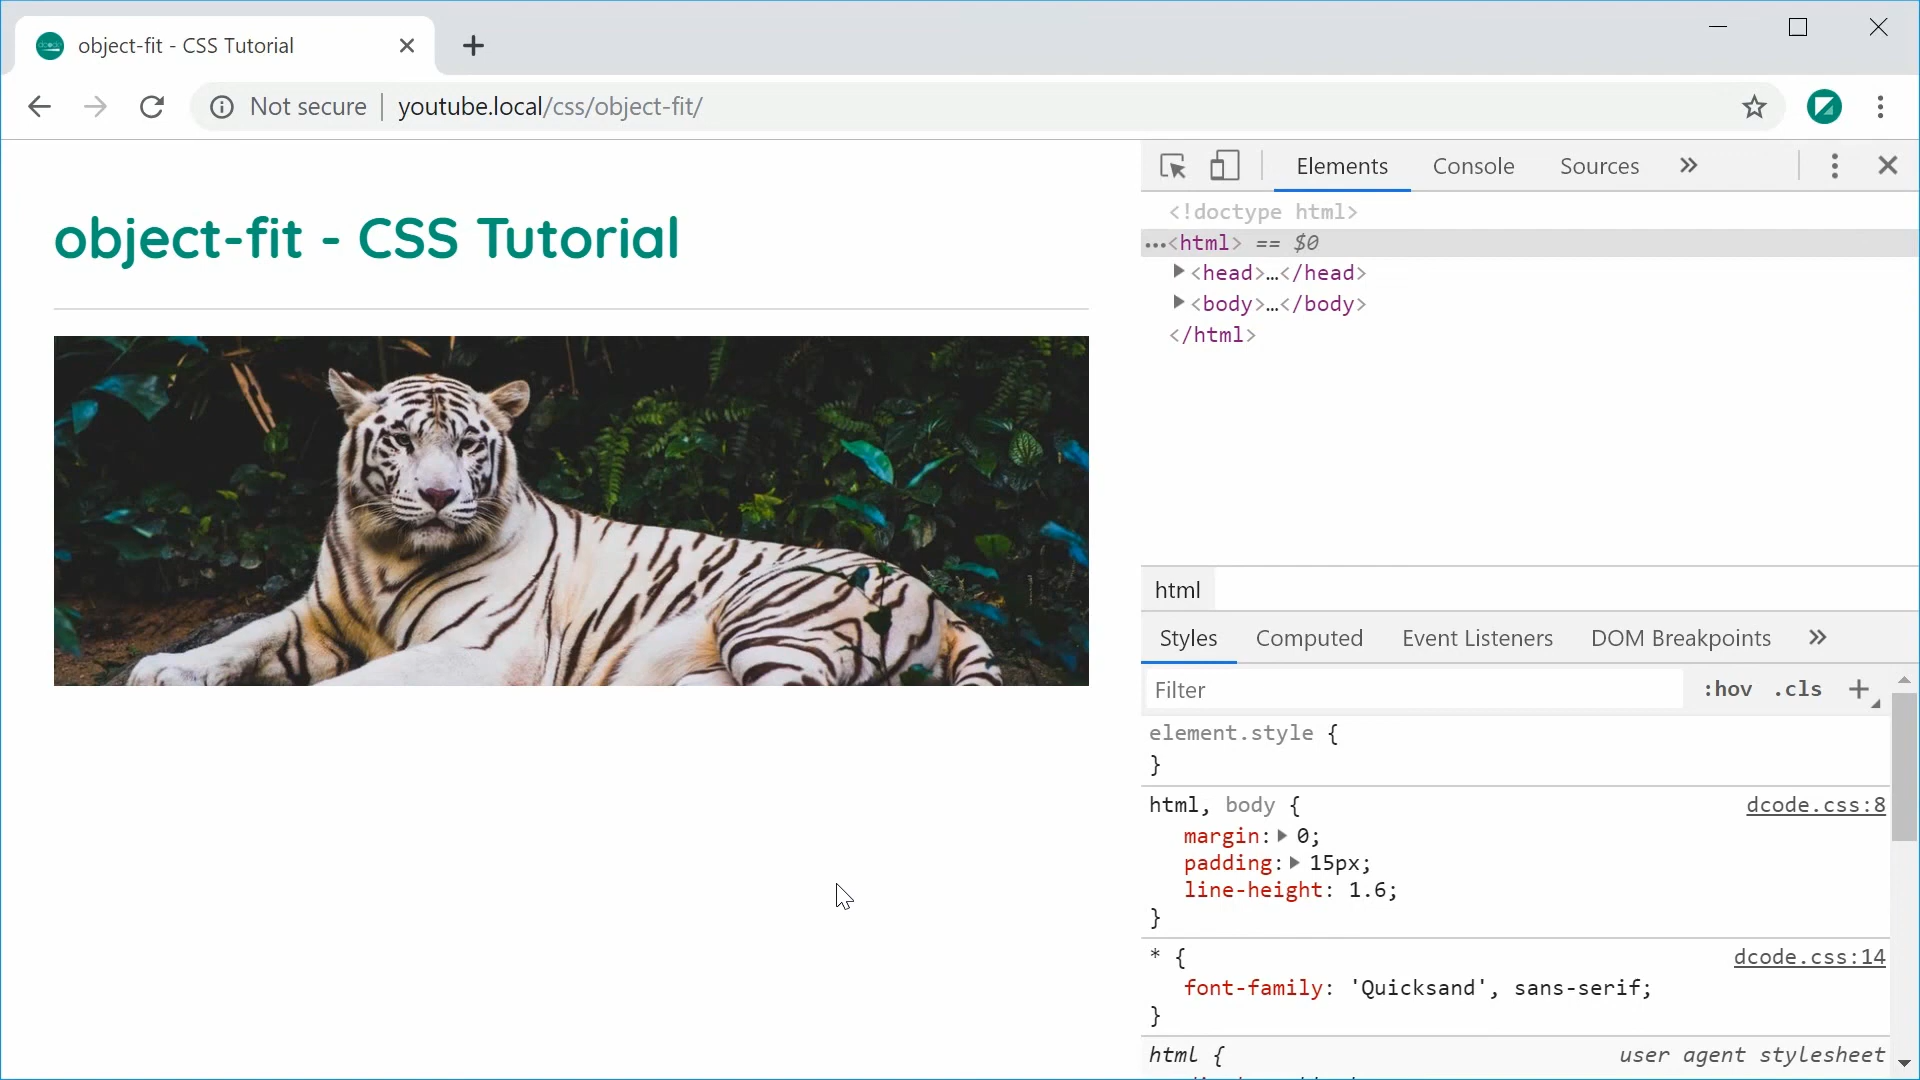 object-fit - CSS Tutorial
Not secure | youtube.local/css/object-fit/
object-fit - CSS Tutorial
Elements Console Sources »
<!doctype html>
…<html> == $0
<head>…</head>
<body>…</body>
</html>
html
Styles Computed Event Listeners DOM Breakpoints »
Filter :hov .cls +
element.style {
}
html, body { dcode.css:8
margin: 0;
padding: 15px;
line-height: 1.6;
}
* { dcode.css:14
font-family: 'Quicksand', sans-serif;
}
html { user agent stylesheet